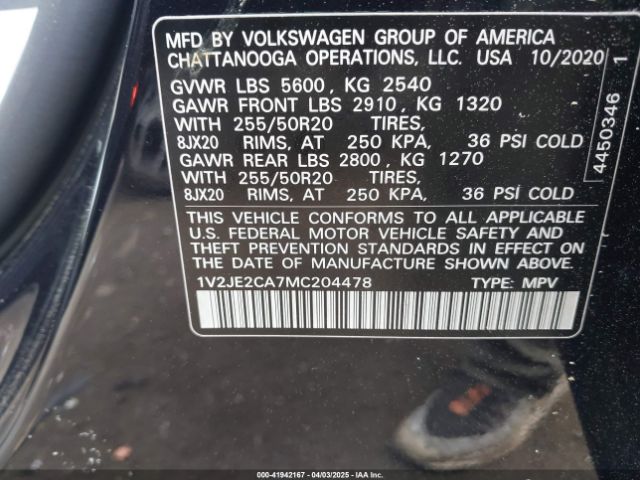 MFD BY VOLKSWAGEN GROUP OF AMERICA
CHATTANOOGA OPERATIONS, LLC. USA 10/2020
GVWR LBS 5600, KG 2540
GAWR FRONT LBS 2910, KG 1320
WITH 255/50R20 TIRES,
8JX20 RIMS, AT 250 KPA, 36 PSI COLD
GAWR REAR LBS 2800, KG 1270
WITH 255/50R20 TIRES,
8JX20 RIMS, AT 250 KPA, 36 PSI COLD
THIS VEHICLE CONFORMS TO ALL APPLICABLE
U.S. FEDERAL MOTOR VEHICLE SAFETY AND
THEFT PREVENTION STANDARDS IN EFFECT ON
THE DATE OF MANUFACTURE SHOWN ABOVE.
1V2JE2CA7MC204478 TYPE: MPV
4450346 1
000-41942167 - 04/03/2025 - IAAI.COM